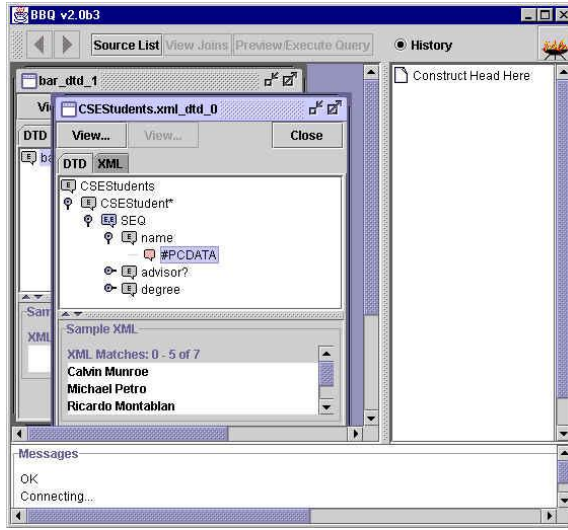 BBQ v2.0b3
Source List View Joins Preview/Execute Query History
bar_dtd_1
CSEStudents.xml_dtd_0
View... View... Close
DTD
DTD XML
CSEStudents
CSEStudent*
E,E SEQ
E name
#PCDATA
E advisor?
E degree
Sample XML
XML Matches: 0 - 5 of 7
Calvin Munroe
Michael Petro
Ricardo Montablan
Construct Head Here
Messages
OK
Connecting...